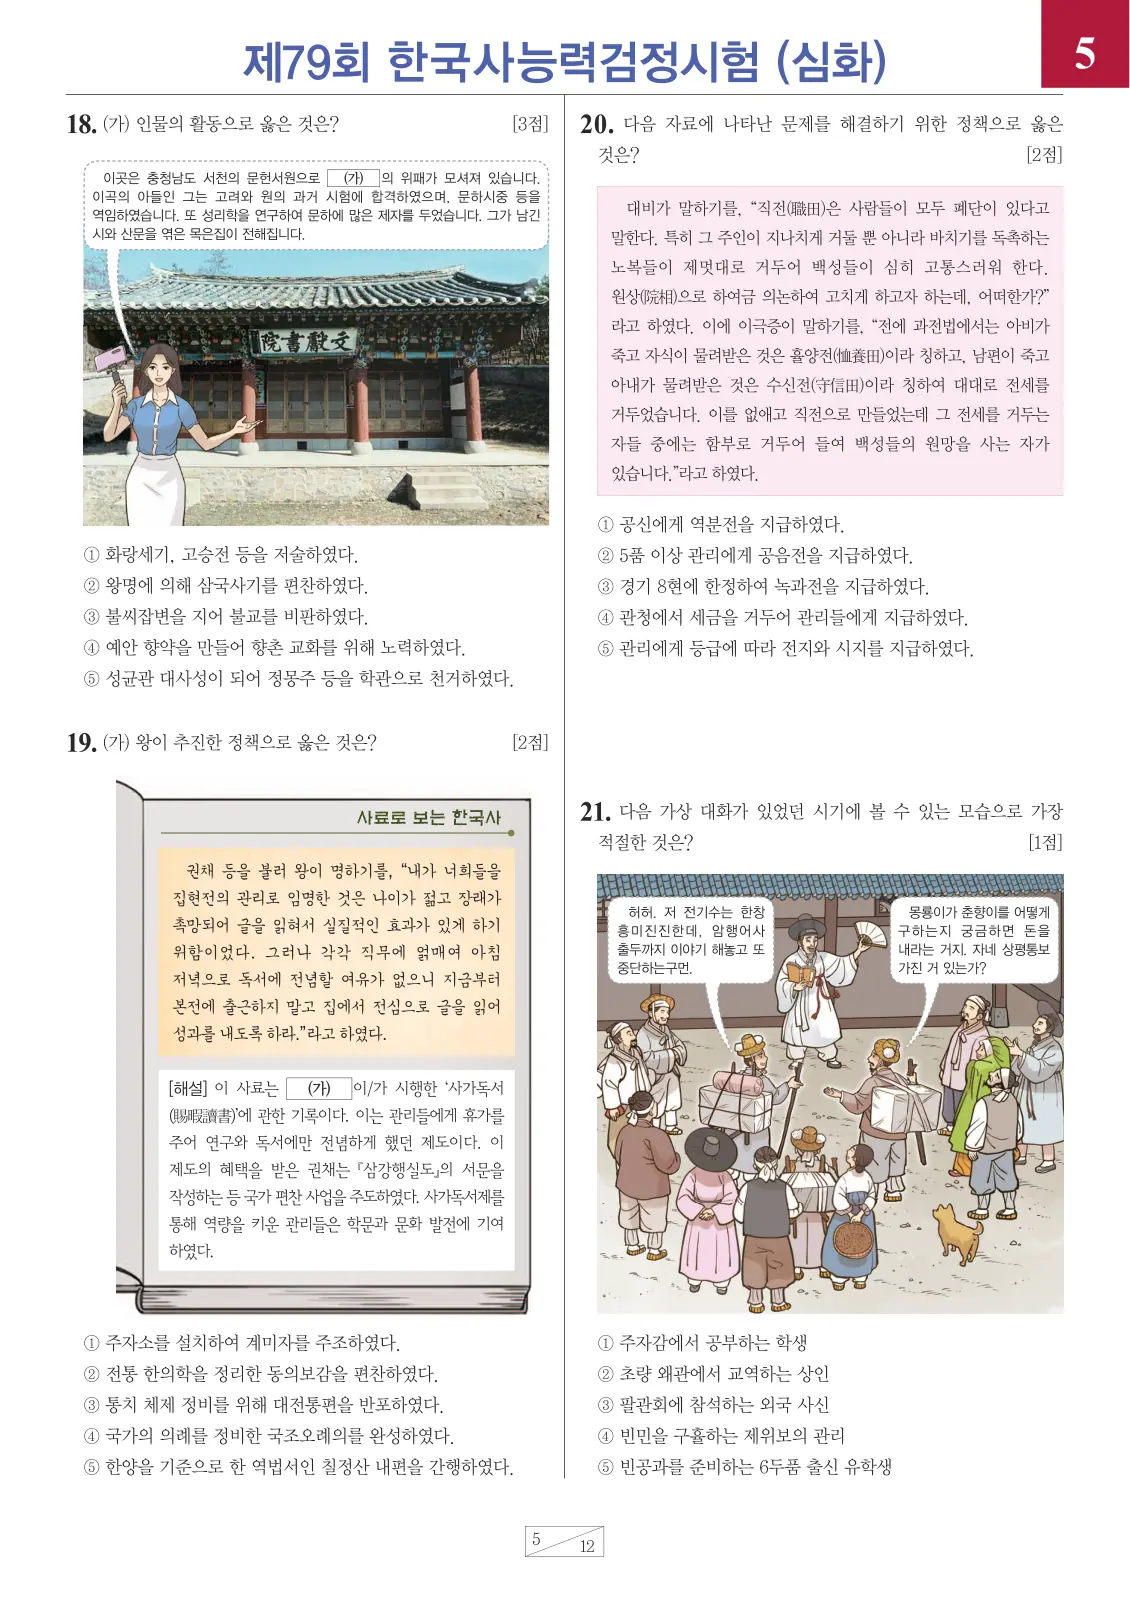 제79회 한국사능력검정시험 (심화)
5
18. (가) 인물의 활동으로 옳은 것은? [3점]
이곳은 충청남도 서천의 문헌서원으로 (가) 의 위패가 모셔져 있습니다.
이곡의 아들인 그는 고려와 원의 과거 시험에 합격하였으며, 문하시중 등을
역임하였습니다. 또 성리학을 연구하여 문하에 많은 제자를 두었습니다. 그가 남긴
시와 산문을 엮은 목은집이 전해집니다.
院書獻文
① 화랑세기, 고승전 등을 저술하였다.
② 왕명에 의해 삼국사기를 편찬하였다.
③ 불씨잡변을 지어 불교를 비판하였다.
④ 예안 향약을 만들어 향촌 교화를 위해 노력하였다.
⑤ 성균관 대사성이 되어 정몽주 등을 학관으로 천거하였다.
19. (가) 왕이 추진한 정책으로 옳은 것은? [2점]
사료로 보는 한국사
권채 등을 불러 왕이 명하기를, “내가 너희들을
집현전의 관리로 임명한 것은 나이가 젊고 장래가
촉망되어 글을 읽혀서 실질적인 효과가 있게 하기
위함이었다. 그러나 각각 직무에 얽매여 아침
저녁으로 독서에 전념할 여유가 없으니 지금부터
본전에 출근하지 말고 집에서 전심으로 글을 읽어
성과를 내도록 하라.”라고 하였다.
[해설] 이 사료는 (가) 이/가 시행한 ‘사가독서
(賜暇讀書)’에 관한 기록이다. 이는 관리들에게 휴가를
주어 연구와 독서에만 전념하게 했던 제도이다. 이
제도의 혜택을 받은 권채는 『삼강행실도』의 서문을
작성하는 등 국가 편찬 사업을 주도하였다. 사가독서제를
통해 역량을 키운 관리들은 학문과 문화 발전에 기여
하였다.
① 주자소를 설치하여 계미자를 주조하였다.
② 전통 한의학을 정리한 동의보감을 편찬하였다.
③ 통치 체제 정비를 위해 대전통편을 반포하였다.
④ 국가의 의례를 정비한 국조오례의를 완성하였다.
⑤ 한양을 기준으로 한 역법서인 칠정산 내편을 간행하였다.
20. 다음 자료에 나타난 문제를 해결하기 위한 정책으로 옳은
것은? [2점]
대비가 말하기를, “직전(職田)은 사람들이 모두 폐단이 있다고
말한다. 특히 그 주인이 지나치게 거둘 뿐 아니라 바치기를 독촉하는
노복들이 제멋대로 거두어 백성들이 심히 고통스러워 한다.
원상(院相)으로 하여금 의논하여 고치게 하고자 하는데, 어떠한가?”
라고 하였다. 이에 이극증이 말하기를, “전에 과전법에서는 아비가
죽고 자식이 물려받은 것은 휼양전(恤養田)이라 칭하고, 남편이 죽고
아내가 물려받은 것은 수신전(守信田)이라 칭하여 대대로 전세를
거두었습니다. 이를 없애고 직전으로 만들었는데 그 전세를 거두는
자들 중에는 함부로 거두어 들여 백성들의 원망을 사는 자가
있습니다.”라고 하였다.
① 공신에게 역분전을 지급하였다.
② 5품 이상 관리에게 공음전을 지급하였다.
③ 경기 8현에 한정하여 녹과전을 지급하였다.
④ 관청에서 세금을 거두어 관리들에게 지급하였다.
⑤ 관리에게 등급에 따라 전지와 시지를 지급하였다.
21. 다음 가상 대화가 있었던 시기에 볼 수 있는 모습으로 가장
적절한 것은? [1점]
허허. 저 전기수는 한창
흥미진진한데, 암행어사
출두까지 이야기 해놓고 또
중단하는구먼.
몽룡이가 춘향이를 어떻게
구하는지 궁금하면 돈을
내라는 거지. 자네 상평통보
가진 거 있는가?
① 주자감에서 공부하는 학생
② 초량 왜관에서 교역하는 상인
③ 팔관회에 참석하는 외국 사신
④ 빈민을 구휼하는 제위보의 관리
⑤ 빈공과를 준비하는 6두품 출신 유학생
5
12